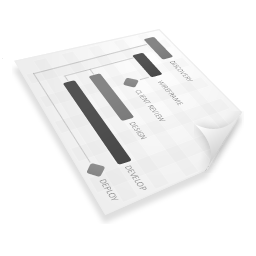 DISCOVERY
WIREFRAME
CLIENT REVIEW
DESIGN
DEVELOP
DEPLOY